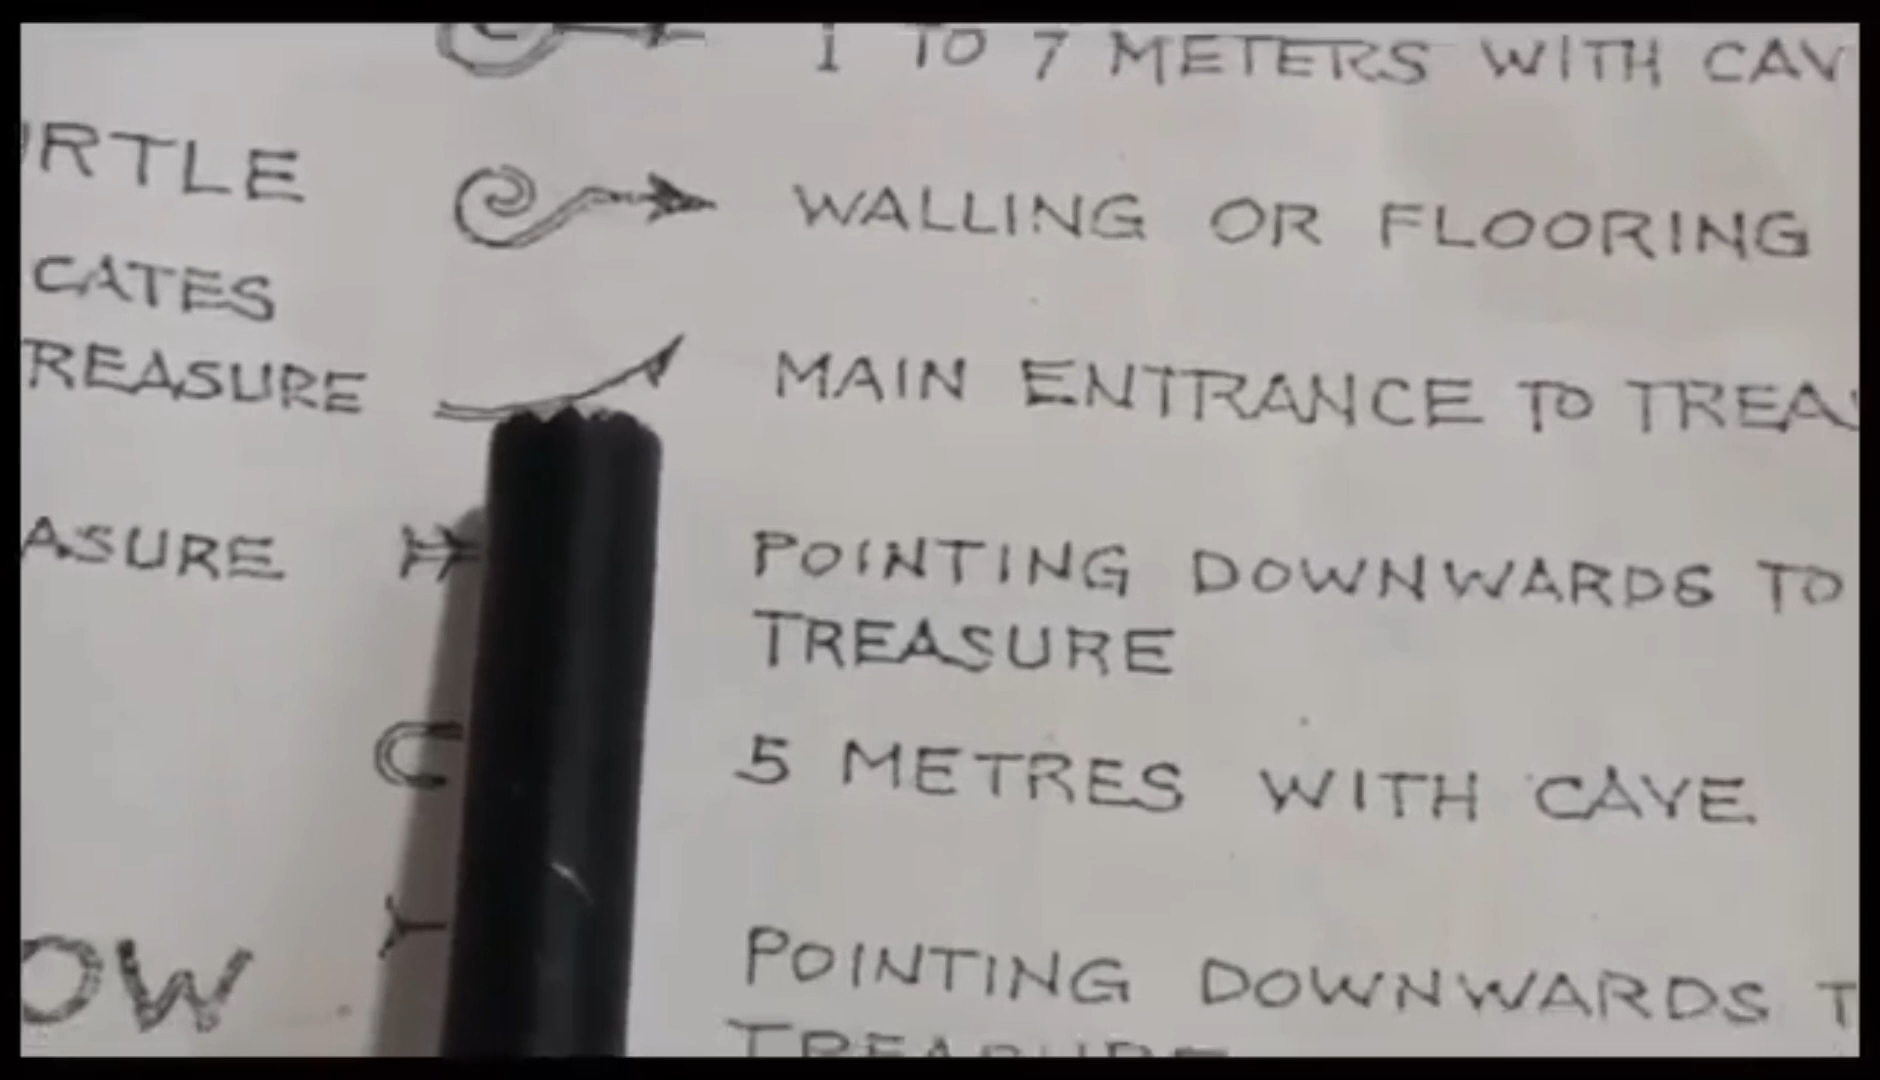 1 TO 7 METERS WITH CAV
RTLE
WALLING OR FLOORING
CATES
REASURE
MAIN ENTRANCE TO TREA
ASURE
POINTING DOWNWARDS TO
TREASURE
5 METRES WITH CAVE
OW
POINTING DOWNWARDS T
TREASURE